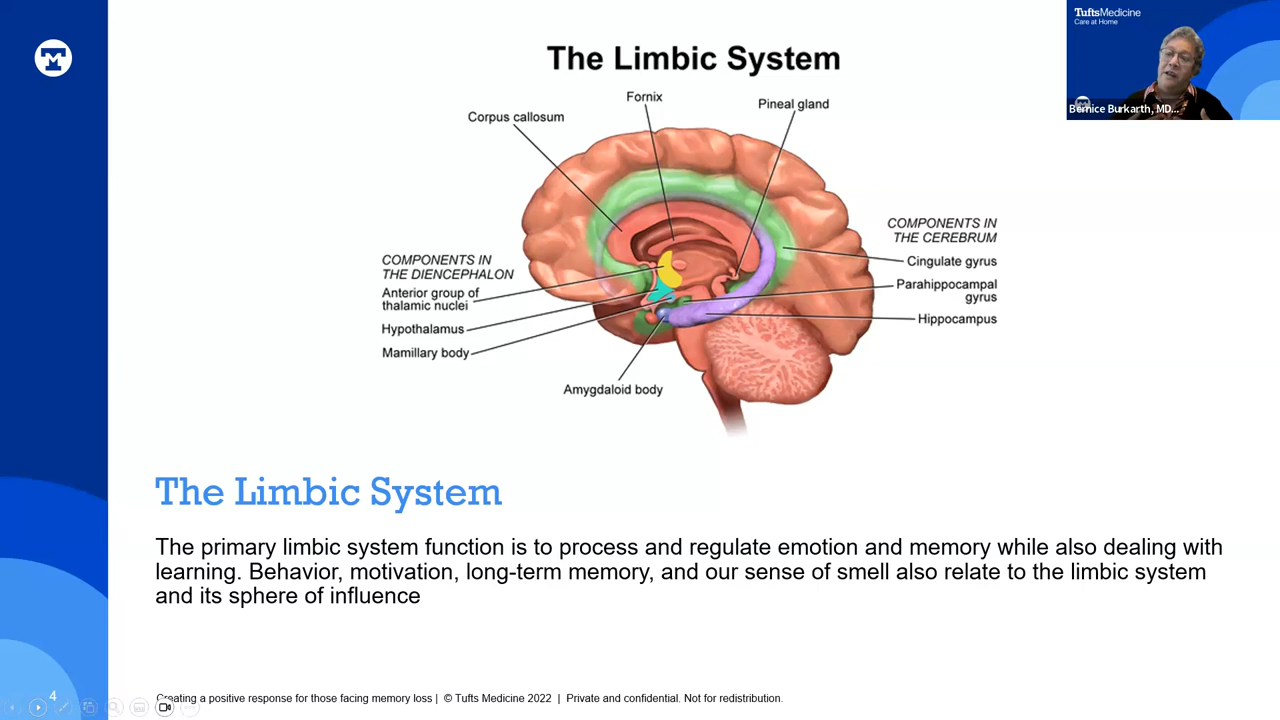 The Limbic System
Fornix
Pineal gland
Corpus callosum
COMPONENTS IN
THE DIENCEPHALON
Anterior group of
thalamic nuclei
Hypothalamus
Mamillary body
Amygdaloid body
COMPONENTS IN
THE CEREBRUM
Cingulate gyrus
Parahippocampal
gyrus
Hippocampus
Tufts Medicine
Care at Home
Bernice Burkarth, MD...
The Limbic System
The primary limbic system function is to process and regulate emotion and memory while also dealing with
learning. Behavior, motivation, long-term memory, and our sense of smell also relate to the limbic system
and its sphere of influence
4
Creating a positive response for those facing memory loss | © Tufts Medicine 2022 | Private and confidential. Not for redistribution.